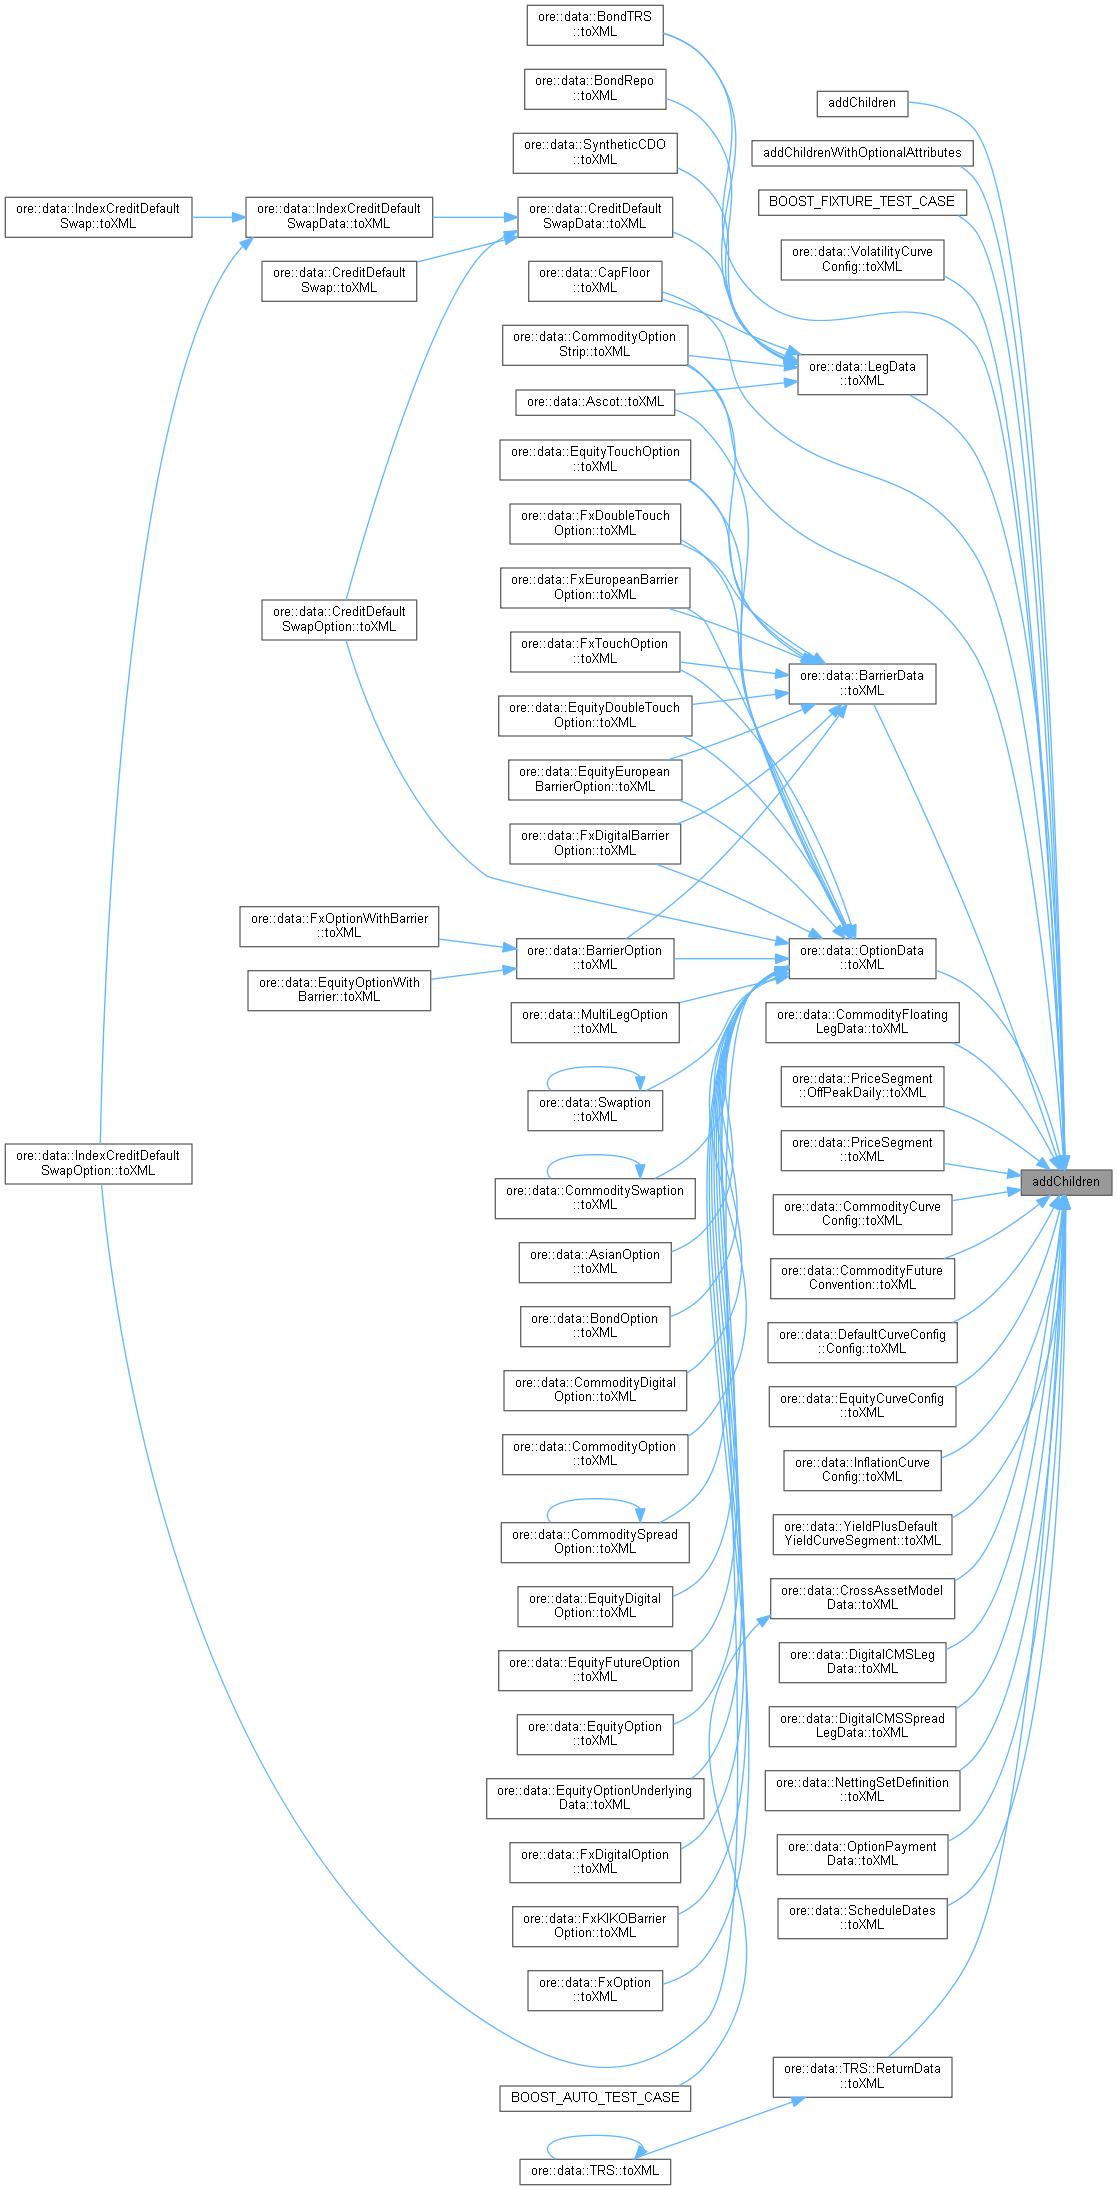 ore::data::BondTRS
::toXML
ore::data::BondRepo
::toXML
addChildren
ore::data::SyntheticCDO
::toXML
addChildrenWithOptionalAttributes
BOOST_FIXTURE_TEST_CASE
ore::data::IndexCreditDefault
Swap::toXML
ore::data::IndexCreditDefault
SwapData::toXML
ore::data::CreditDefault
SwapData::toXML
ore::data::VolatilityCurve
Config::toXML
ore::data::CreditDefault
Swap::toXML
ore::data::CapFloor
::toXML
ore::data::CommodityOption
Strip::toXML
ore::data::LegData
::toXML
ore::data::Ascot::toXML
ore::data::EquityTouchOption
::toXML
ore::data::FxDoubleTouch
Option::toXML
ore::data::FxEuropeanBarrier
Option::toXML
ore::data::CreditDefault
SwapOption::toXML
ore::data::FxTouchOption
::toXML
ore::data::BarrierData
::toXML
ore::data::EquityDoubleTouch
Option::toXML
ore::data::EquityEuropean
BarrierOption::toXML
ore::data::FxDigitalBarrier
Option::toXML
ore::data::FxOptionWithBarrier
::toXML
ore::data::BarrierOption
::toXML
ore::data::OptionData
::toXML
ore::data::EquityOptionWith
Barrier::toXML
ore::data::MultiLegOption
::toXML
ore::data::CommodityFloating
LegData::toXML
ore::data::PriceSegment
::OffPeakDaily::toXML
ore::data::Swaption
::toXML
ore::data::PriceSegment
::toXML
ore::data::IndexCreditDefault
SwapOption::toXML
addChildren
ore::data::CommoditySwaption
::toXML
ore::data::CommodityCurve
Config::toXML
ore::data::AsianOption
::toXML
ore::data::CommodityFuture
Convention::toXML
ore::data::BondOption
::toXML
ore::data::DefaultCurveConfig
::Config::toXML
ore::data::CommodityDigital
Option::toXML
ore::data::EquityCurveConfig
::toXML
ore::data::CommodityOption
::toXML
ore::data::InflationCurve
Config::toXML
ore::data::CommoditySpread
Option::toXML
ore::data::YieldPlusDefault
YieldCurveSegment::toXML
ore::data::EquityDigital
Option::toXML
ore::data::CrossAssetModel
Data::toXML
ore::data::EquityFutureOption
::toXML
ore::data::DigitalCMSLeg
Data::toXML
ore::data::EquityOption
::toXML
ore::data::DigitalCMSSpread
LegData::toXML
ore::data::EquityOptionUnderlying
Data::toXML
ore::data::NettingSetDefinition
::toXML
ore::data::FxDigitalOption
::toXML
ore::data::OptionPayment
Data::toXML
ore::data::FxKIKOBarrier
Option::toXML
ore::data::ScheduleDates
::toXML
ore::data::FxOption
::toXML
ore::data::TRS::ReturnData
::toXML
BOOST_AUTO_TEST_CASE
ore::data::TRS::toXML